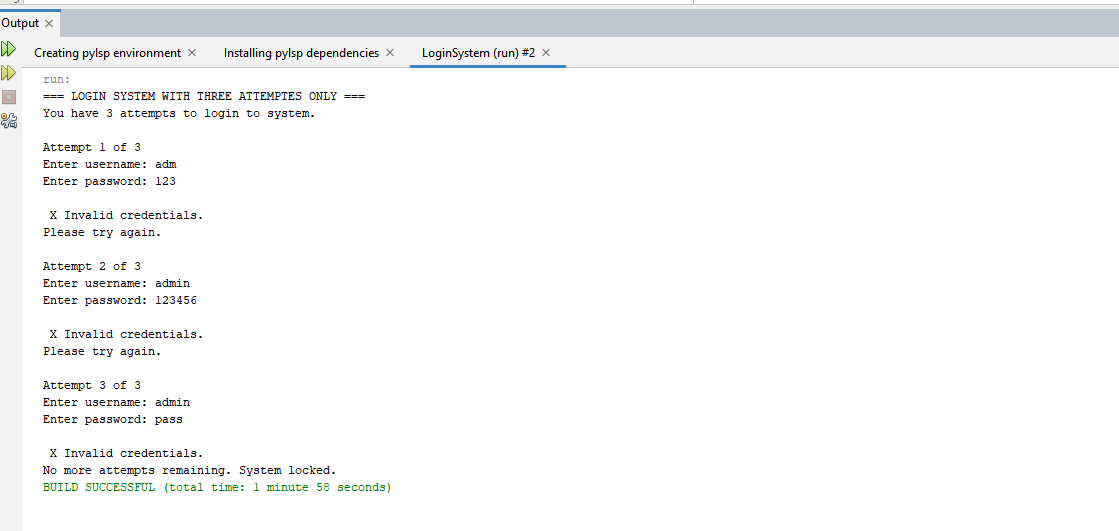 Output
Creating pylsp environment Installing pylsp dependencies LoginSystem (run) #2
run:
=== LOGIN SYSTEM WITH THREE ATTEMPTES ONLY ===
You have 3 attempts to login to system.
Attempt 1 of 3
Enter username: adm
Enter password: 123
X Invalid credentials.
Please try again.
Attempt 2 of 3
Enter username: admin
Enter password: 123456
X Invalid credentials.
Please try again.
Attempt 3 of 3
Enter username: admin
Enter password: pass
X Invalid credentials.
No more attempts remaining. System locked.
BUILD SUCCESSFUL (total time: 1 minute 58 seconds)